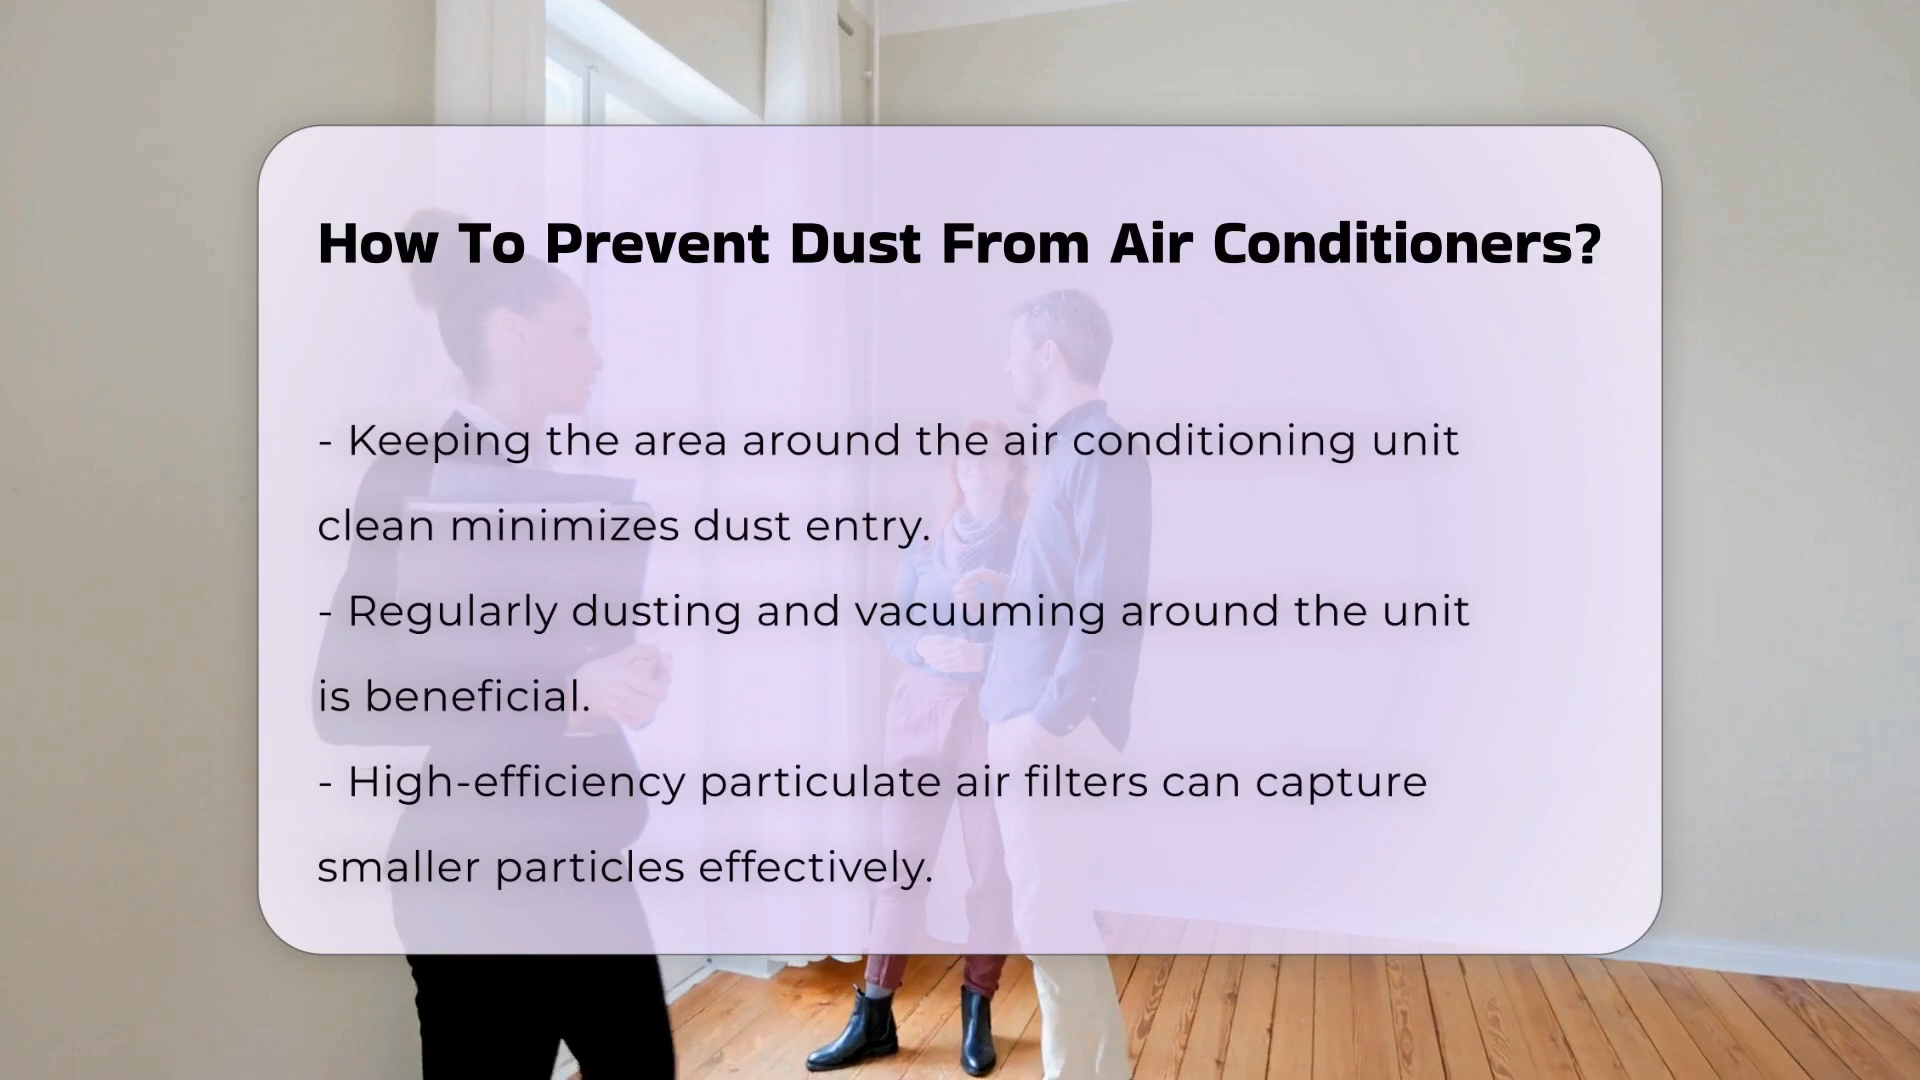 How To Prevent Dust From Air Conditioners?
- Keeping the area around the air conditioning unit
clean minimizes dust entry.
- Regularly dusting and vacuuming around the unit
is beneficial.
- High-efficiency particulate air filters can capture
smaller particles effectively.